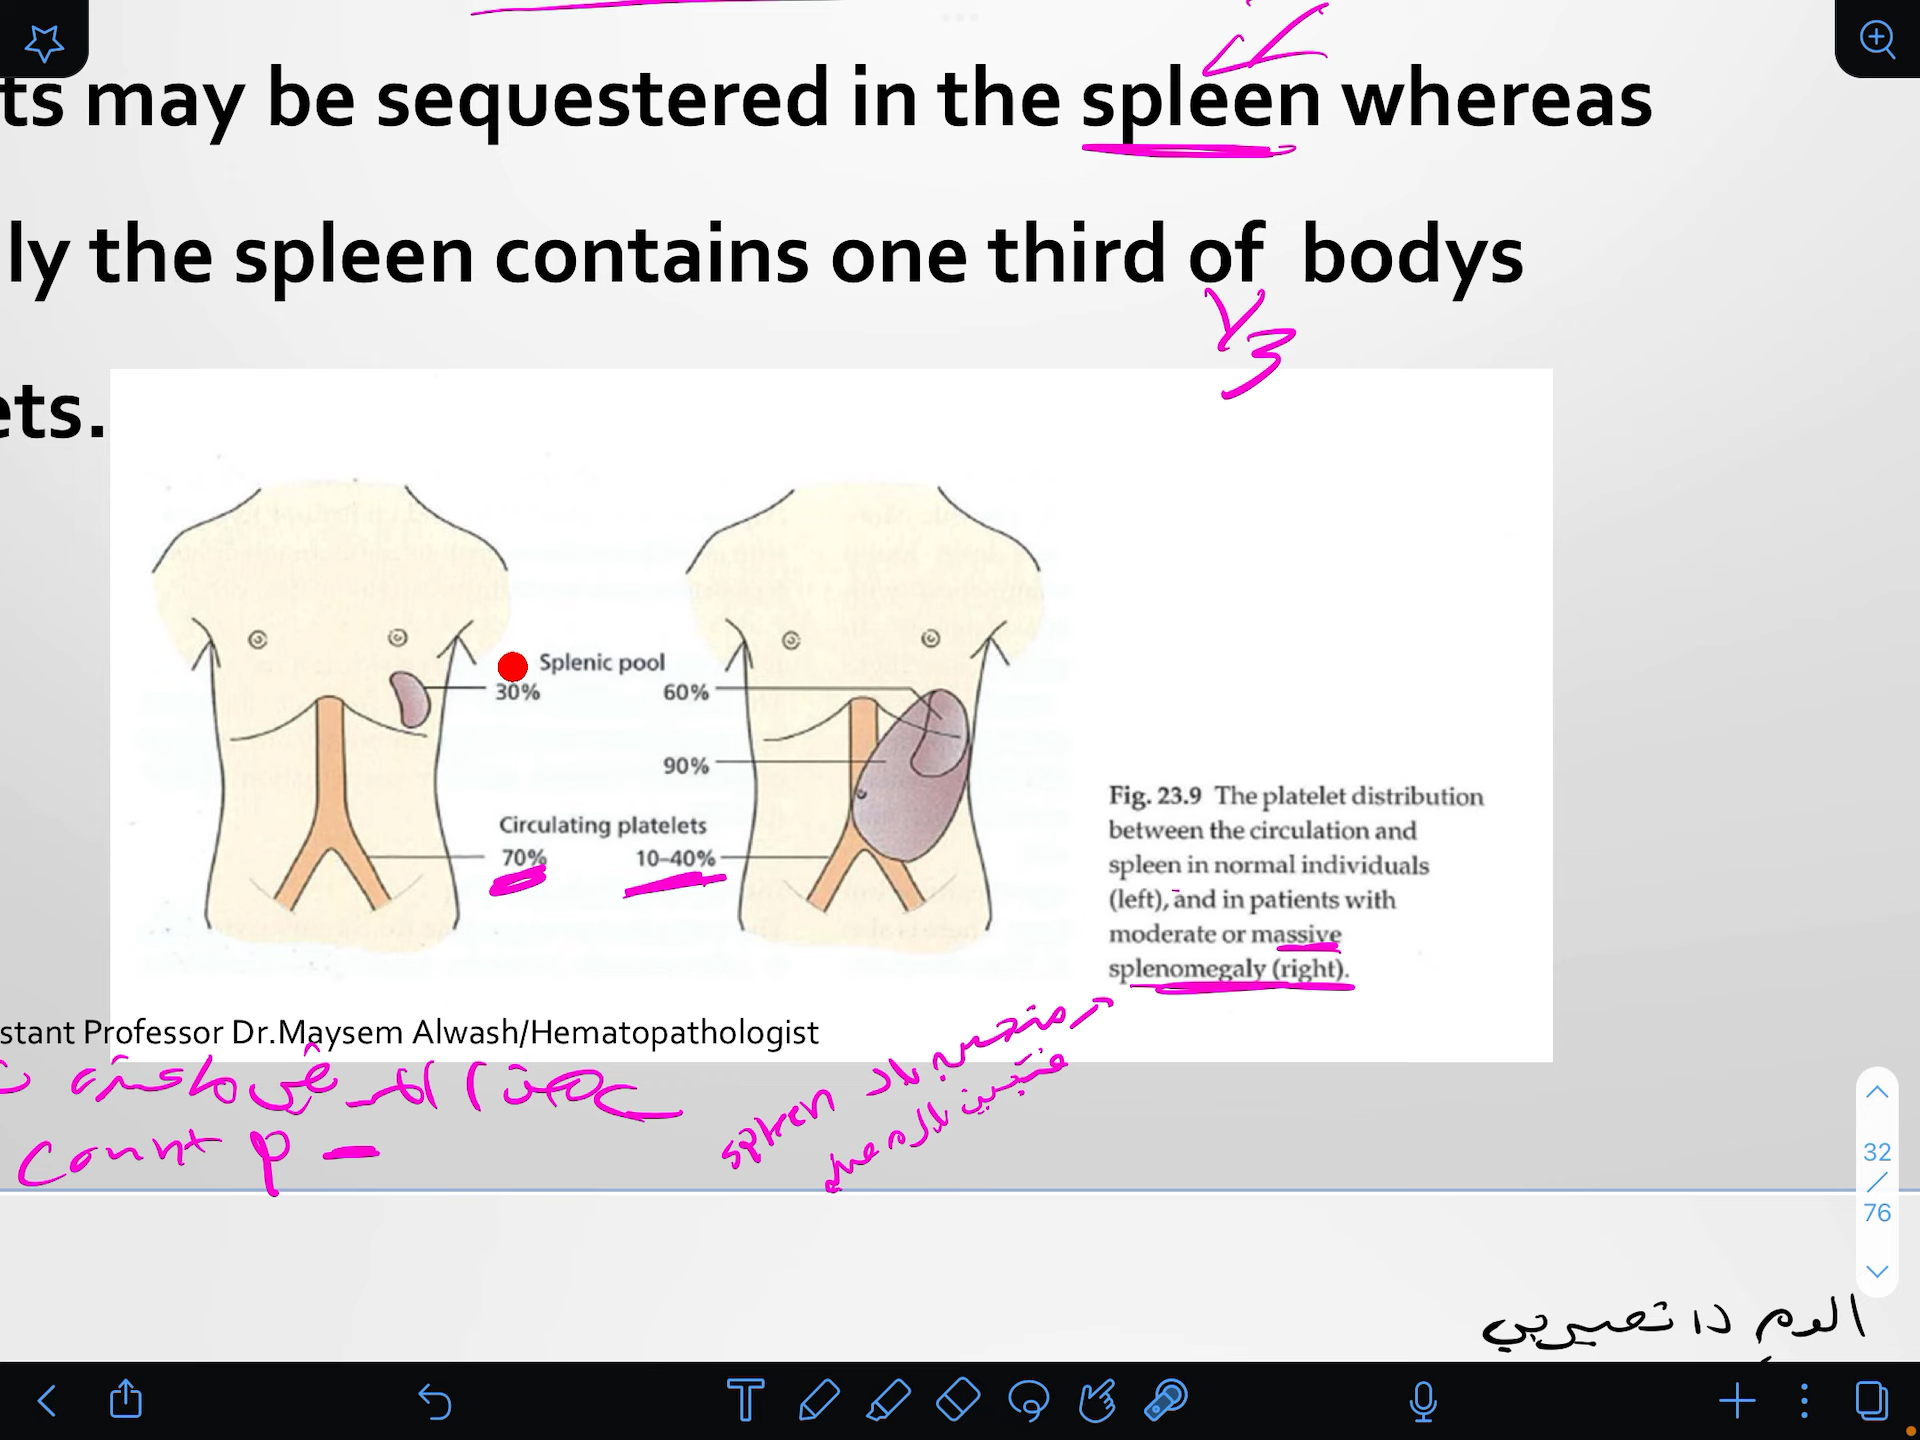 ts may be sequestered in the spleen whereas
ly the spleen contains one third of bodys
1/3
ets.
Splenic pool
30%
60%
90%
Circulating platelets
70%
10–40%
Fig. 23.9 The platelet distribution
between the circulation and
spleen in normal individuals
(left), and in patients with
moderate or massive
splenomegaly (right).
stant Professor Dr.Maysem Alwash/Hematopathologist
count P -
spleen
32
/
76
الدم دا تصير بي